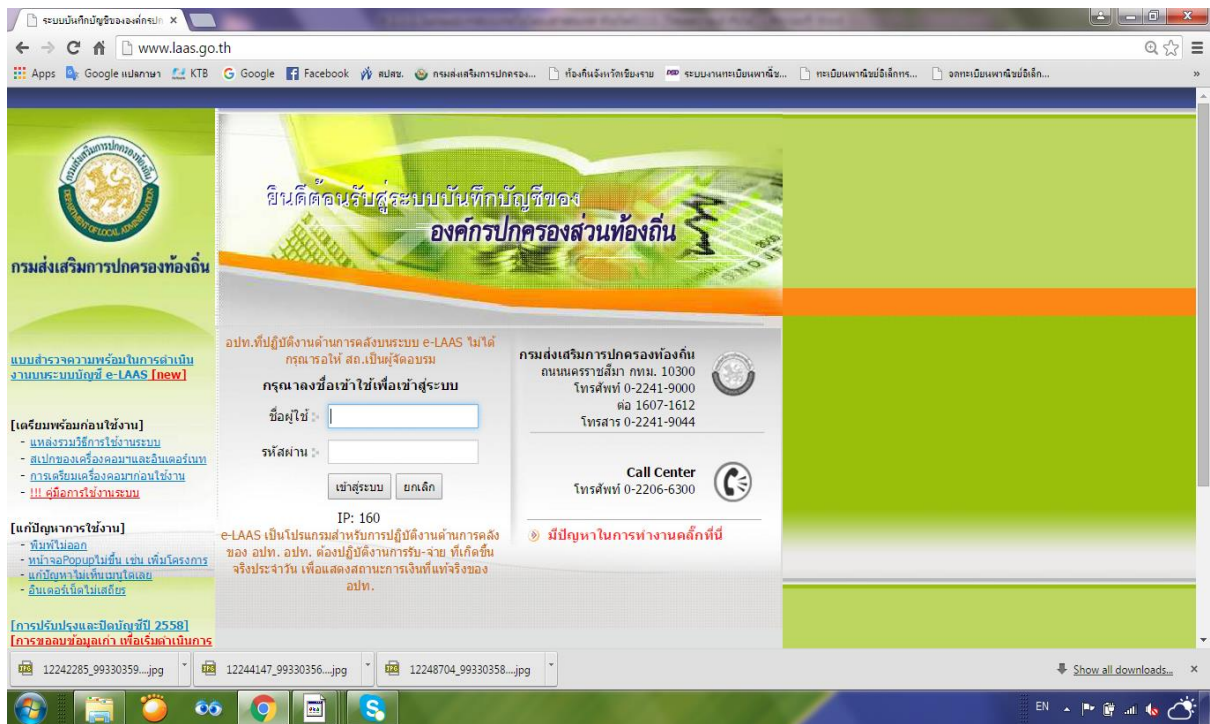 ระบบบันทึกบัญชีขององค์กรปก
www.laas.go.th
Apps
Google แปลภาษา
KTB
Google
Facebook
สปสช.
กรมส่งเสริมการปกครอง...
ท้องถิ่นจังหวัดเชียงราย
ระบบงานทะเบียนพาณิช...
ทะเบียนพาณิชย์อิเล็กทร...
จดทะเบียนพาณิชย์อิเล็ก...
กรมส่งเสริมการปกครองท้องถิ่น
DEPARTMENT OF LOCAL ADMINISTRATION
กรมส่งเสริมการปกครองท้องถิ่น
ยินดีต้อนรับสู่ระบบบันทึกบัญชีของ
องค์กรปกครองส่วนท้องถิ่น
แบบสำรวจความพร้อมในการดำเนิน
งานบนระบบบัญชี e-LAAS [new]
[เตรียมพร้อมก่อนใช้งาน]
- แหล่งรวมวิธีการใช้งานระบบ
- สเปกของเครื่องคอมฯและอินเตอร์เนท
- การเตรียมเครื่องคอมฯก่อนใช้งาน
- !!! คู่มือการใช้งานระบบ
[แก้ปัญหาการใช้งาน]
- พิมพ์ไม่ออก
- หน้าจอPopupไม่ขึ้น เช่น เพิ่มโครงการ
- แก้ปัญหาไม่เห็นเมนูใดเลย
- อินเตอร์เน็ตไม่เสถียร
[การปรับปรุงและปิดบัญชีปี 2558]
[การขอลบข้อมูลเก่า เพื่อเริ่มดำเนินการ
อปท.ที่ปฏิบัติงานด้านการคลังบนระบบ e-LAAS ไม่ได้
กรุณารอให้ สถ.เป็นผู้จัดอบรม
กรุณาลงชื่อเข้าใช้เพื่อเข้าสู่ระบบ
ชื่อผู้ใช้
รหัสผ่าน
เข้าสู่ระบบ
ยกเลิก
IP: 160
e-LAAS เป็นโปรแกรมสำหรับการปฏิบัติงานด้านการคลัง
ของ อปท. อปท. ต้องปฏิบัติงานการรับ-จ่าย ที่เกิดขึ้น
จริงประจำวัน เพื่อแสดงสถานะการเงินที่แท้จริงของ
อปท.
กรมส่งเสริมการปกครองท้องถิ่น
ถนนนครราชสีมา กทม. 10300
โทรศัพท์ 0-2241-9000
ต่อ 1607-1612
โทรสาร 0-2241-9044
Call Center
โทรศัพท์ 0-2206-6300
มีปัญหาในการทำงานคลิ๊กที่นี่
12242285_99330359....jpg
12244147_99330356....jpg
12248704_99330358....jpg
Show all downloads...
EN